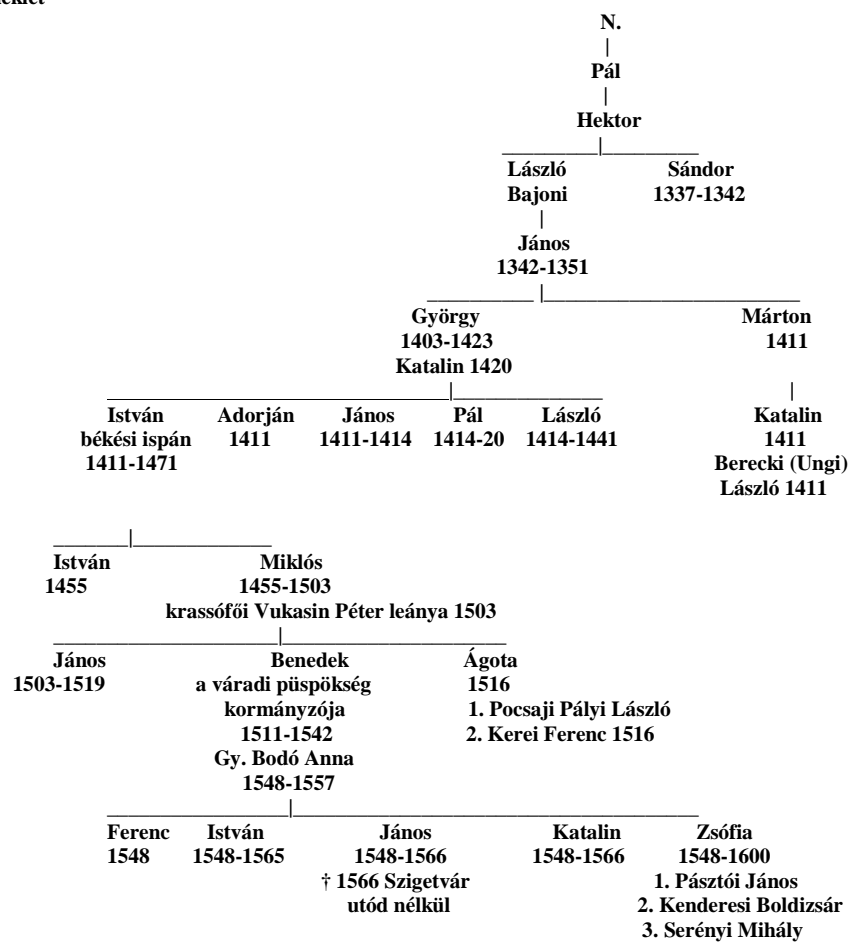 N.
|
Pál
|
Hektor
|
László Sándor
Bajoni 1337-1342
|
János
1342-1351
|
György Márton
1403-1423 1411
Katalin 1420
| |
István Adorján János Pál László Katalin
békési ispán 1411 1411-1414 1414-20 1414-1441 1411
1411-1471 Berecki (Ungi)
László 1411
|
István Miklós
1455 1455-1503
krassófői Vukasin Péter leánya 1503
|
János Benedek Ágota
1503-1519 a váradi püspökség 1516
kormányzója 1. Pocsaji Pályi László
1511-1542 2. Kerei Ferenc 1516
Gy. Bodó Anna
1548-1557
|
Ferenc István János Katalin Zsófia
1548 1548-1565 1548-1566 1548-1566 1548-1600
† 1566 Szigetvár 1. Pásztói János
utód nélkül 2. Kenderesi Boldizsár
3. Serényi Mihály